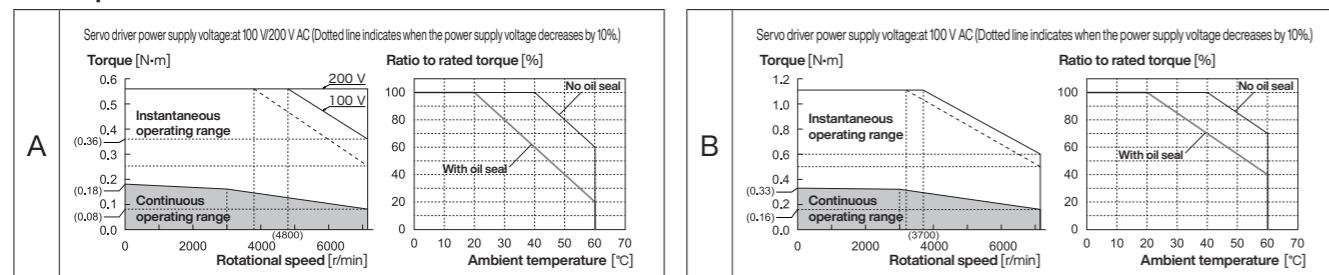 A
Servo driver power supply voltage:at 100 V/200 V AC (Dotted line indicates when the power supply voltage decreases by 10%.)
Torque [N•m]
0.6
0.5
0.4
(0.36)
0.3
0.2
(0.18)
0.1
(0.08)
0.0
200 V
100 V
Instantaneous
operating range
Continuous
operating range
0 2000 4000 (4800) 6000
Rotational speed [r/min]
Ratio to rated torque [%]
100
80
60
40
20
0
No oil seal
With oil seal
0 10 20 30 40 50 60 70
Ambient temperature [°C]
B
Servo driver power supply voltage:at 100 V AC (Dotted line indicates when the power supply voltage decreases by 10%.)
Torque [N•m]
1.2
1.0
0.8
0.6
0.4
(0.33)
0.2
(0.16)
0.0
Instantaneous
operating range
Continuous
operating range
0 2000 (3700) 4000 6000
Rotational speed [r/min]
Ratio to rated torque [%]
100
80
60
40
20
0
No oil seal
With oil seal
0 10 20 30 40 50 60 70
Ambient temperature [°C]